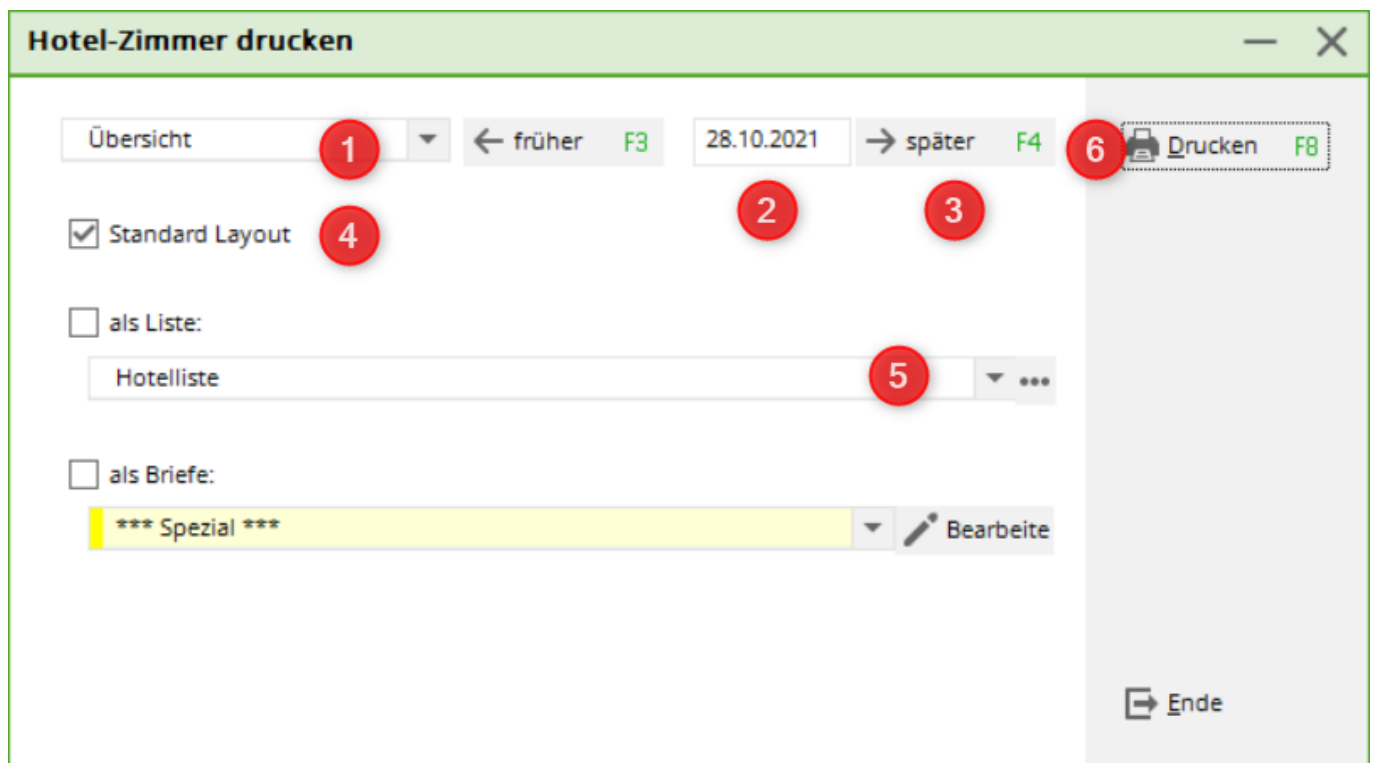 Hotel-Zimmer drucken
Übersicht 1 früher F3 28.10.2021 später F4 6 Drucken F8
2 3
Standard Layout 4
als Liste:
Hotelliste 5
als Briefe:
*** Spezial *** Bearbeite
Ende